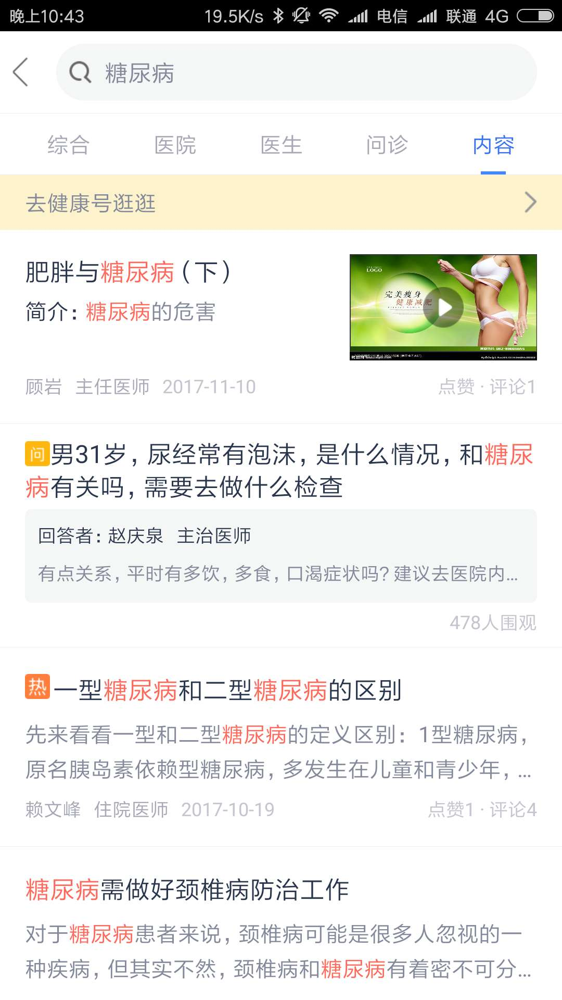 晚上10:43 19.5K/s 电信 联通 4G
糖尿病
综合 医院 医生 问诊 内容
去健康号逛逛
肥胖与糖尿病（下）
简介：糖尿病的危害
LOGO
完美瘦身
健康减肥
顾岩 主任医师 2017-11-10 点赞 · 评论1
问男31岁，尿经常有泡沫，是什么情况，和糖尿
病有关吗，需要去做什么检查
回答者：赵庆泉 主治医师
有点关系，平时有多饮，多食，口渴症状吗？建议去医院内...
478人围观
热 一型糖尿病和二型糖尿病的区别
先来看看一型和二型糖尿病的定义区别：1型糖尿病，
原名胰岛素依赖型糖尿病，多发生在儿童和青少年，...
赖文峰 住院医师 2017-10-19 点赞1 · 评论4
糖尿病需做好颈椎病防治工作
对于糖尿病患者来说，颈椎病可能是很多人忽视的一
种疾病，但其实不然，颈椎病和糖尿病有着密不可分...